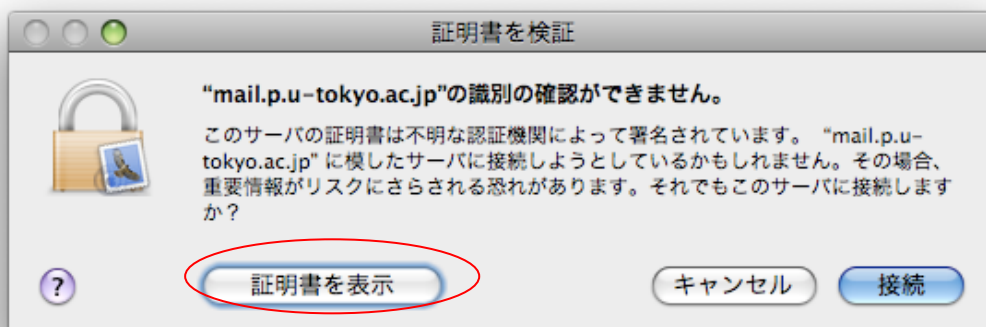 証明書を検証
“mail.p.u-tokyo.ac.jp”の識別の確認ができません。
このサーバの証明書は不明な認証機関によって署名されています。 “mail.p.u-
tokyo.ac.jp” に模したサーバに接続しようとしているかもしれません。その場合、
重要情報がリスクにさらされる恐れがあります。それでもこのサーバに接続します
か？
? 証明書を表示 キャンセル 接続